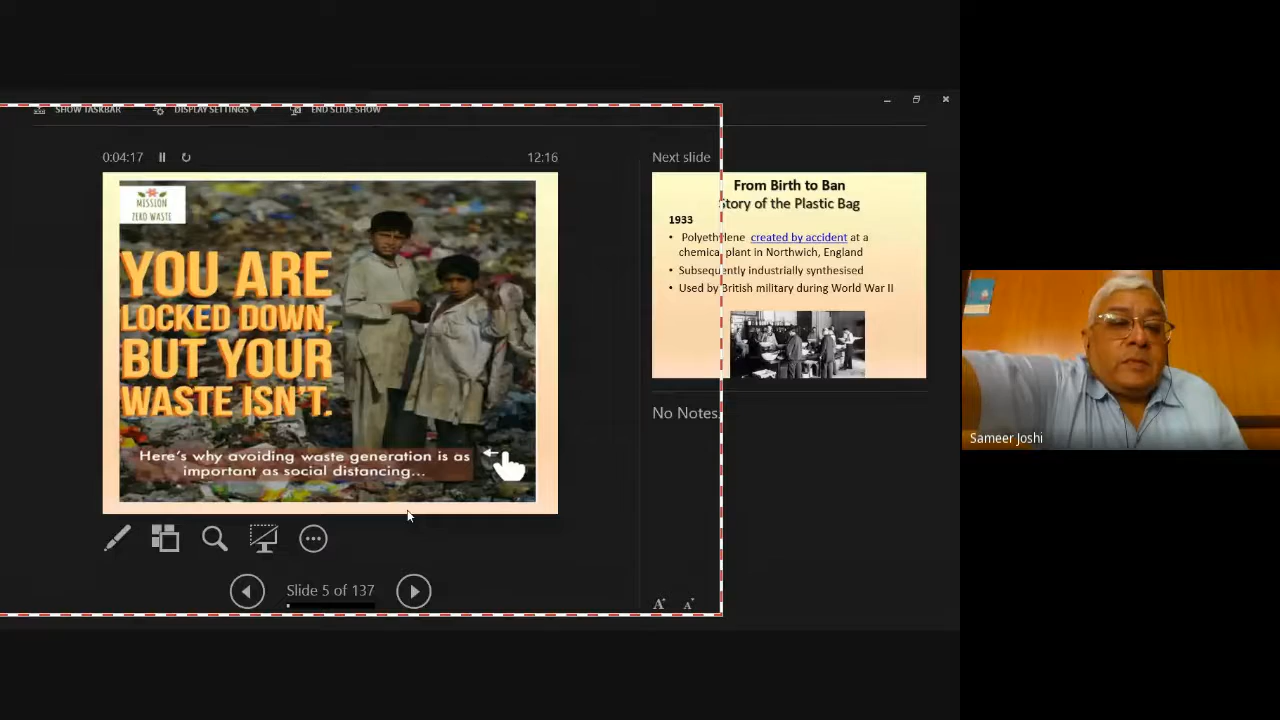 SHOW TASKBAR
DISPLAY SETTINGS
END SLIDE SHOW
0:04:17
12:16
MISSION
ZERO WASTE
YOU ARE
LOCKED DOWN,
BUT YOUR
WASTE ISN'T.
Here's why avoiding waste generation is as
important as social distancing...
Slide 5 of 137
Next slide
From Birth to Ban
Story of the Plastic Bag
1933
• Polyethylene created by accident at a
chemical plant in Northwich, England
• Subsequently industrially synthesised
• Used by British military during World War II
No Notes.
A A
Sameer Joshi